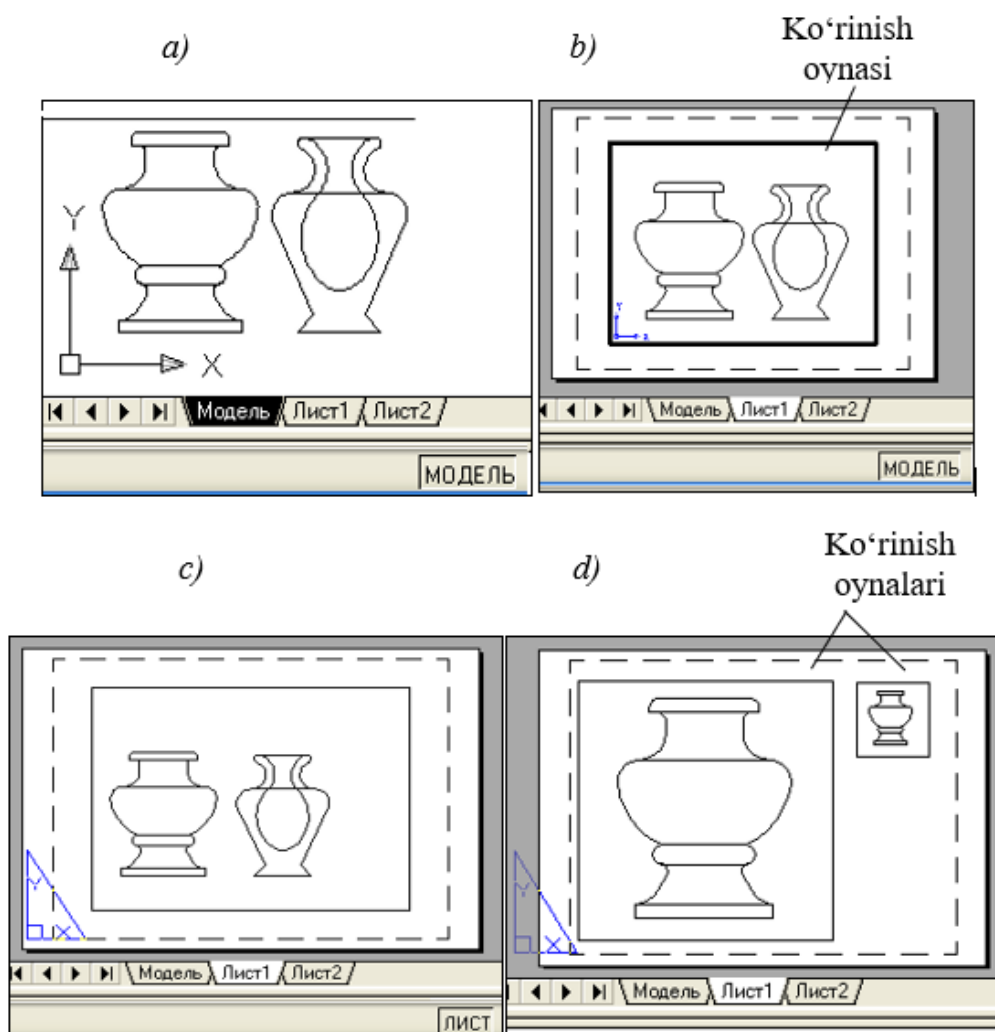 a)
b)
Ko‘rinish
oynasi
Y
X
Модель Лист1 Лист2
МОДЕЛЬ
Y
X
Модель Лист1 Лист2
МОДЕЛЬ
c)
d)
Ko‘rinish
oynalari
Y
X
Модель Лист1 Лист2
ЛИСТ
Y
X
Модель Лист1 Лист2